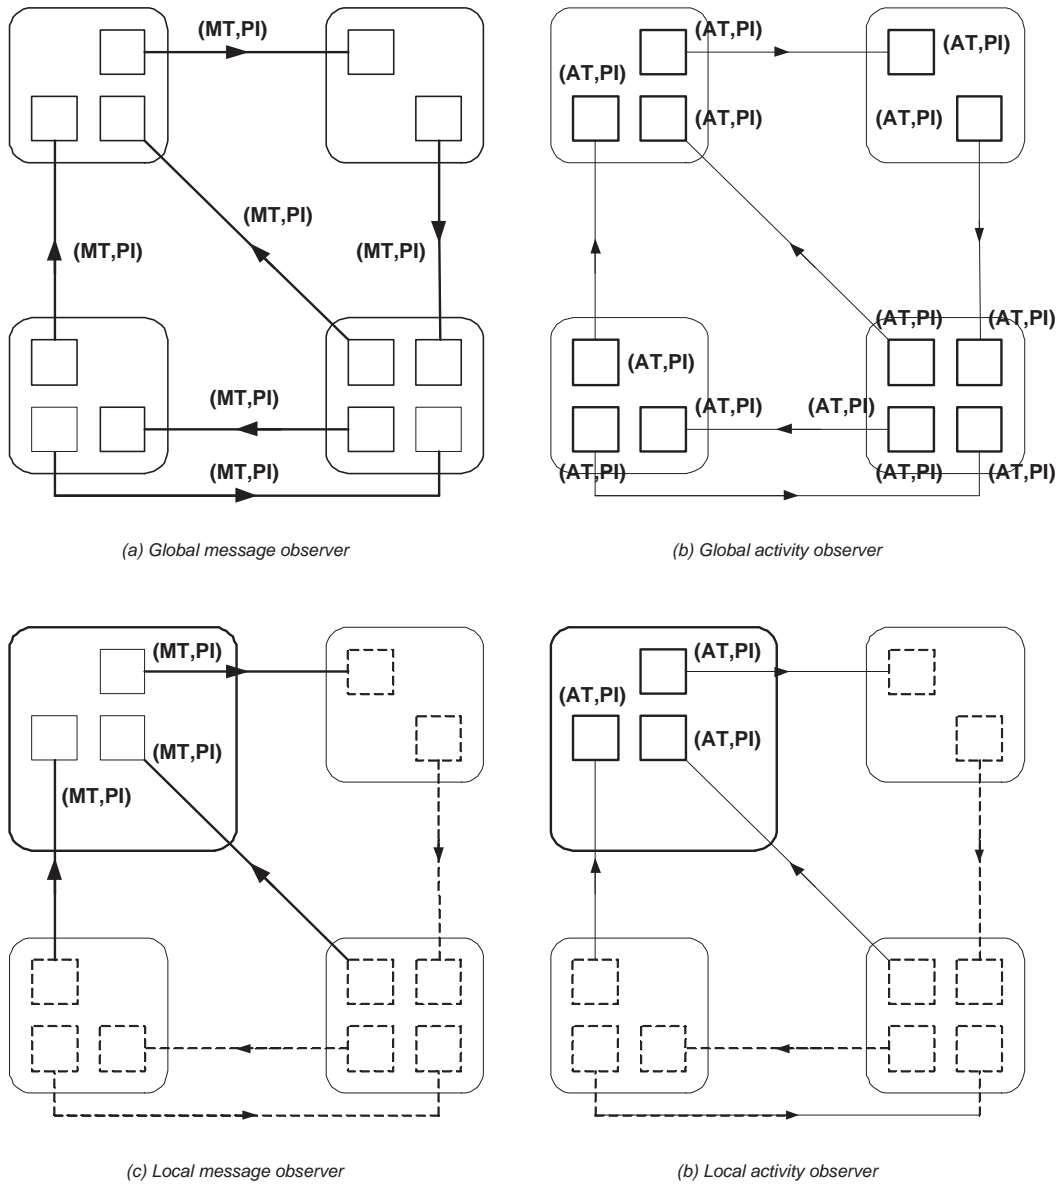 (MT,PI)
(MT,PI)
(MT,PI)
(MT,PI)
(MT,PI)
(MT,PI)
(a) Global message observer
(AT,PI)
(AT,PI)
(AT,PI)
(AT,PI)
(AT,PI)
(AT,PI)
(AT,PI)
(AT,PI)
(AT,PI)
(AT,PI)
(AT,PI)
(AT,PI)
(AT,PI)
(b) Global activity observer
(MT,PI)
(MT,PI)
(MT,PI)
(c) Local message observer
(AT,PI)
(AT,PI)
(AT,PI)
(b) Local activity observer